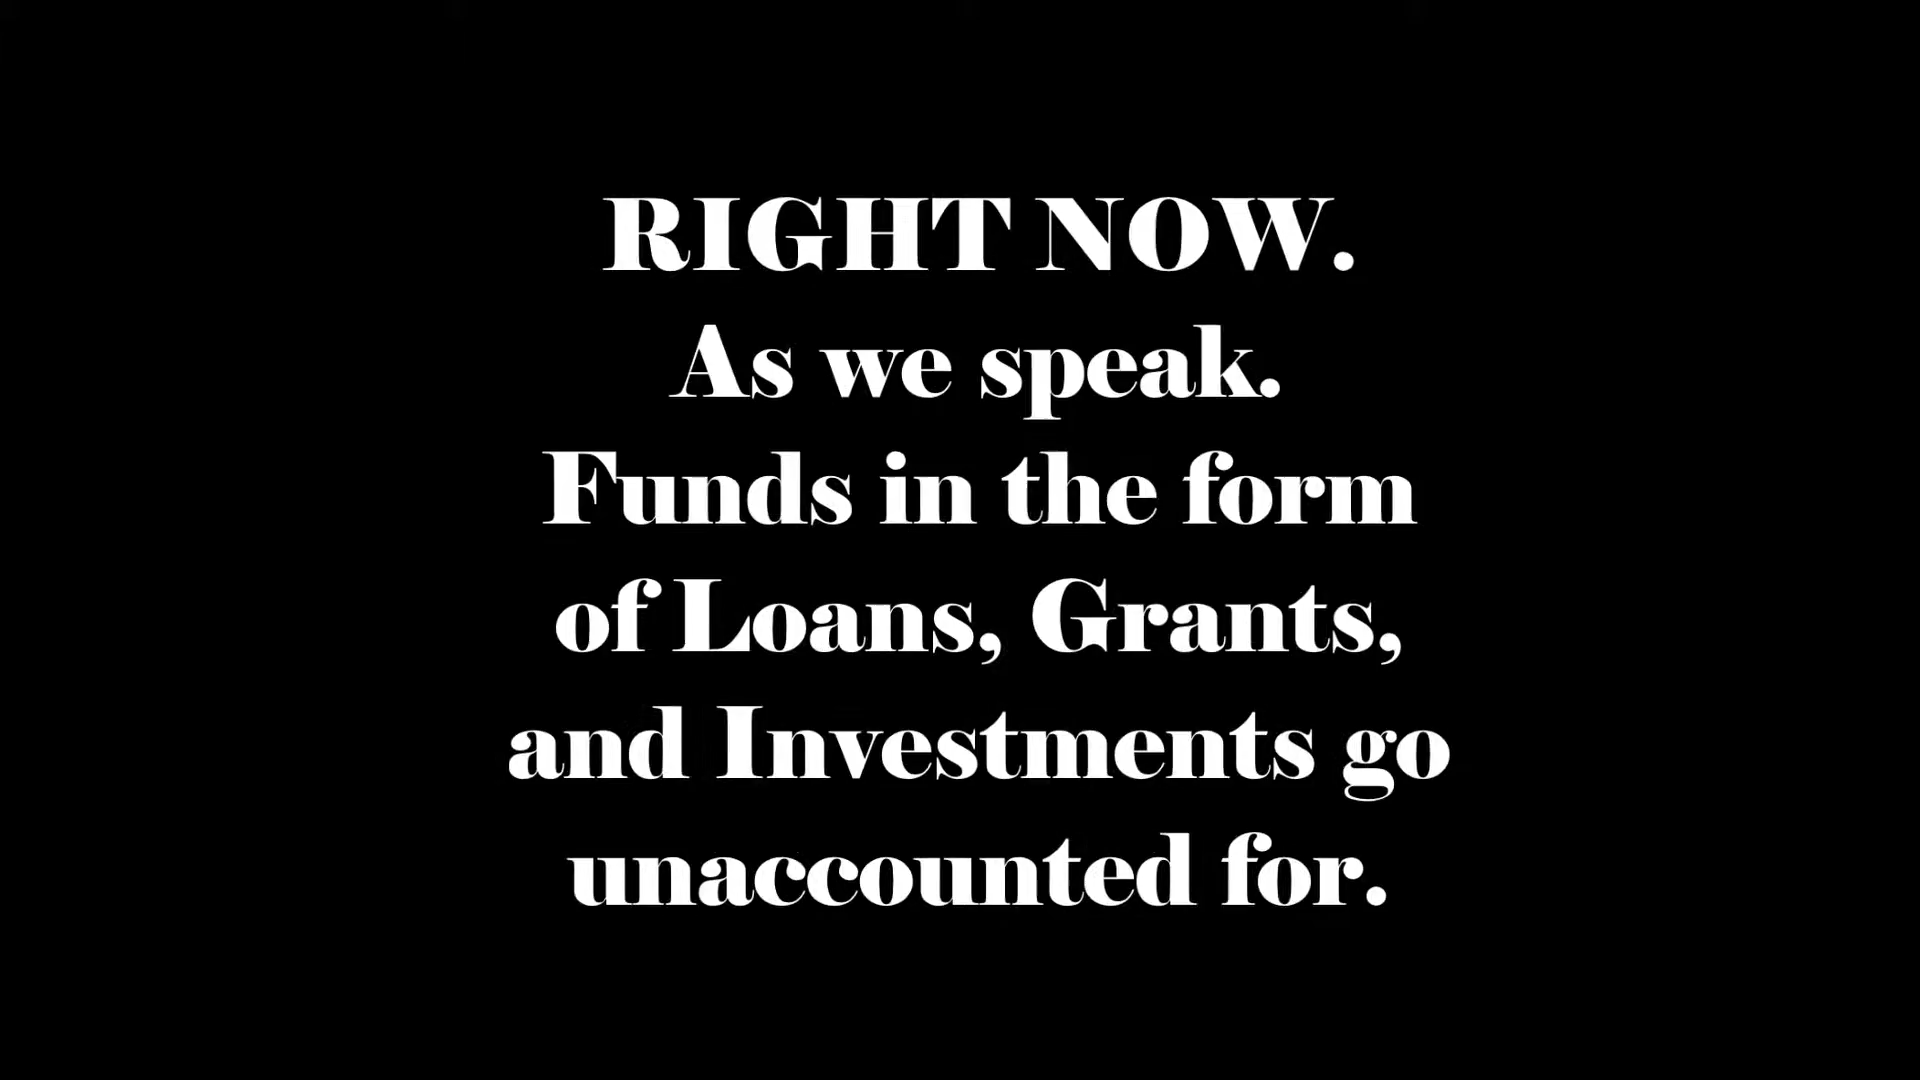 RIGHT NOW.
As we speak.
Funds in the form
of Loans, Grants,
and Investments go
unaccounted for.